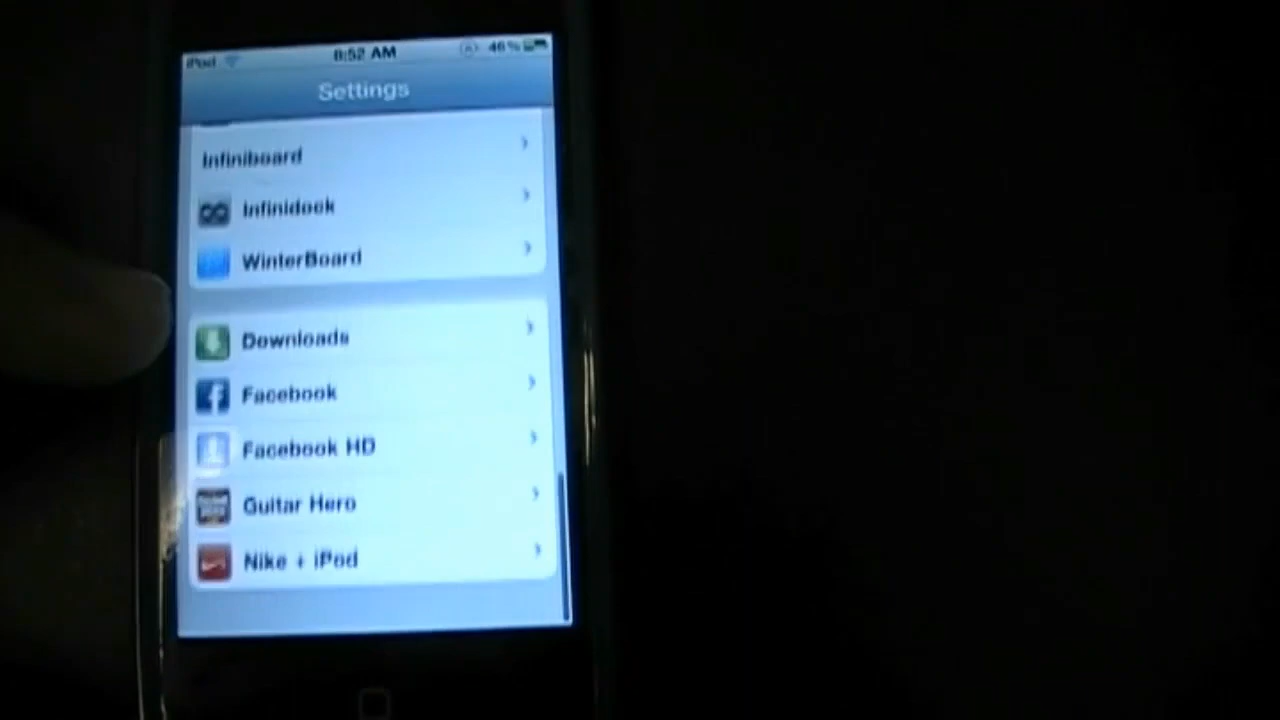 iPod 8:52 AM 46%
Settings
Infiniboard
Infinidock
WinterBoard
Downloads
Facebook
Facebook HD
Guitar Hero
Nike + iPod